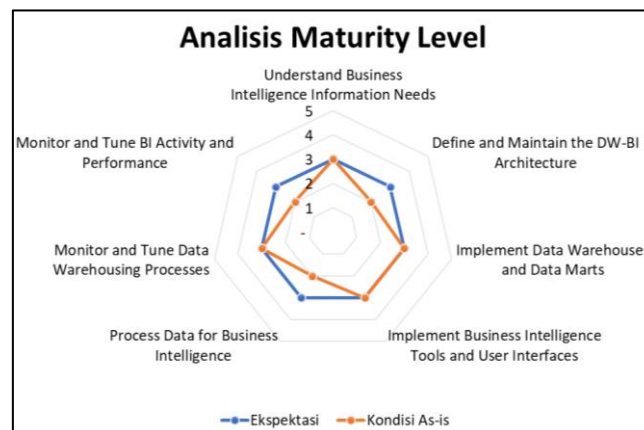 Analisis Maturity Level
Understand Business
Intelligence Information Needs
5
4
3
2
1
-
Monitor and Tune BI Activity and
Performance
Define and Maintain the DW-BI
Architecture
Monitor and Tune Data
Warehousing Processes
Implement Data Warehouses
and Data Marts
Process Data for Business
Intelligence
Implement Business Intelligence
Tools and User Interfaces
Ekspektasi
Kondisi As-is